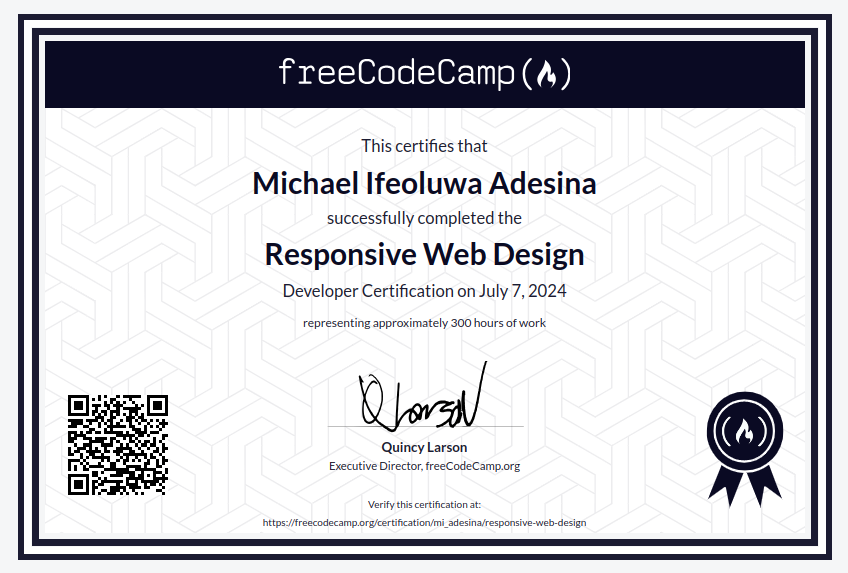 freeCodeCamp
This certifies that
Michael Ifeoluwa Adesina
successfully completed the
Responsive Web Design
Developer Certification on July 7, 2024
representing approximately 300 hours of work
Q Larson
Quincy Larson
Executive Director, freeCodeCamp.org
Verify this certification at:
https://freecodecamp.org/certification/mi_adesina/responsive-web-design